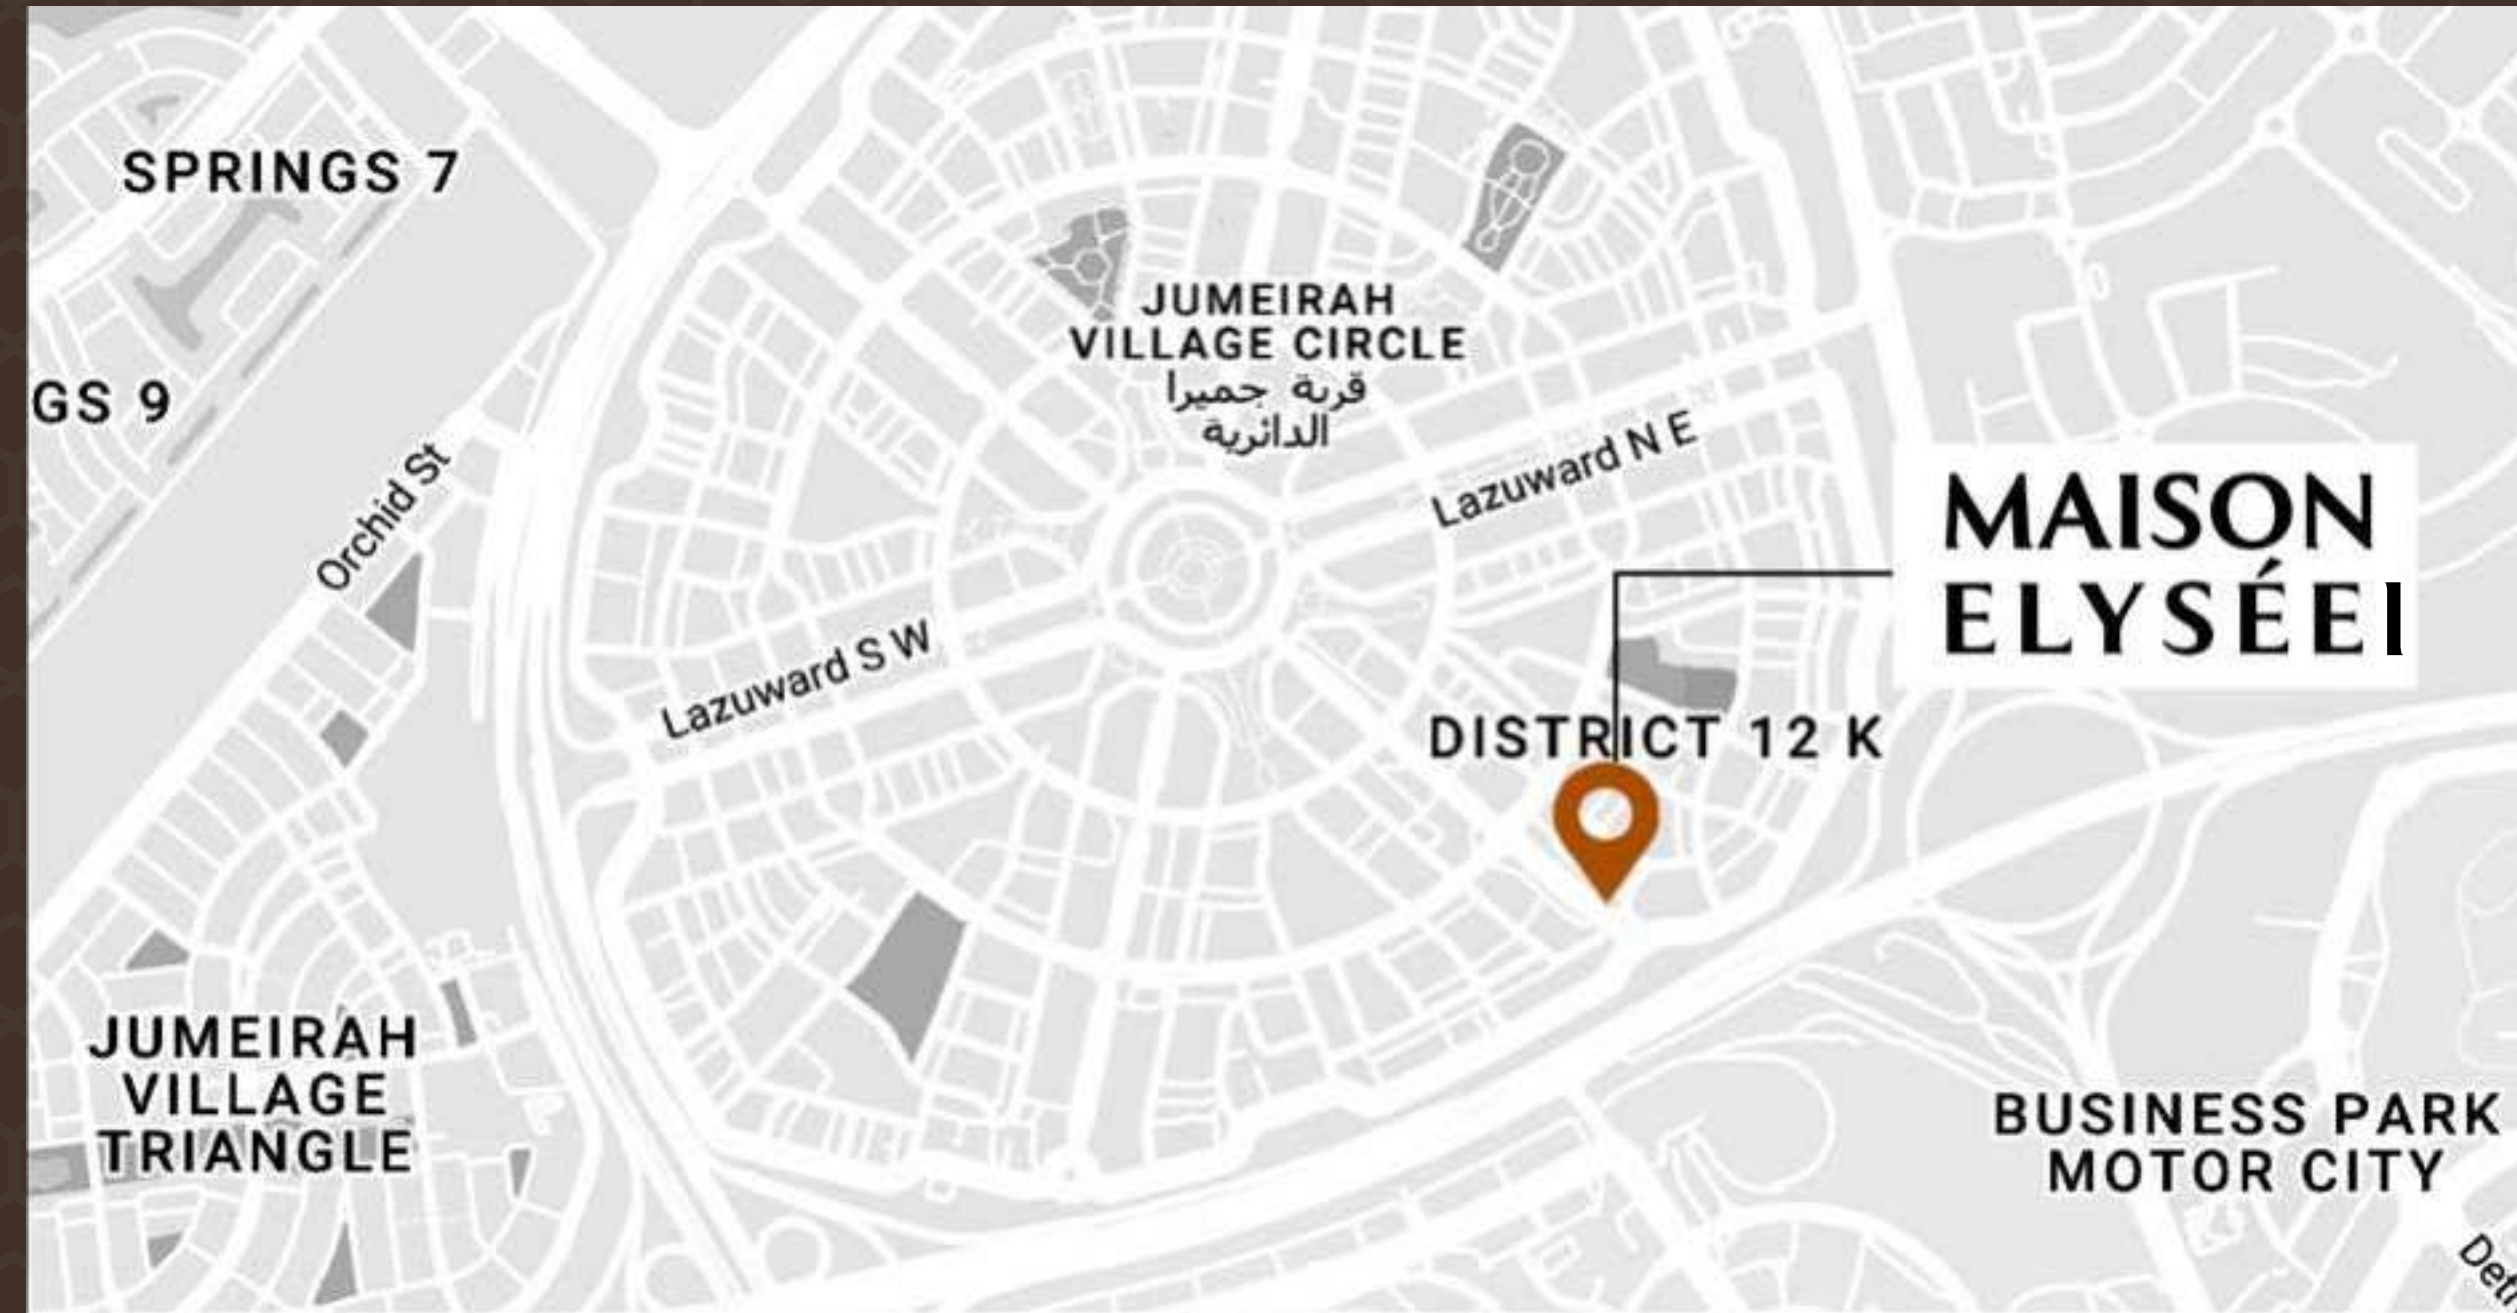 SPRINGS 7
JUMEIRAH
VILLAGE CIRCLE
قرية جميرا
الدائرية
GS 9
Orchid St
Lazuward N E
MAISON
ELYSÉE I
Lazuward S W
DISTRICT 12 K
JUMEIRAH
VILLAGE
TRIANGLE
BUSINESS PARK
MOTOR CITY